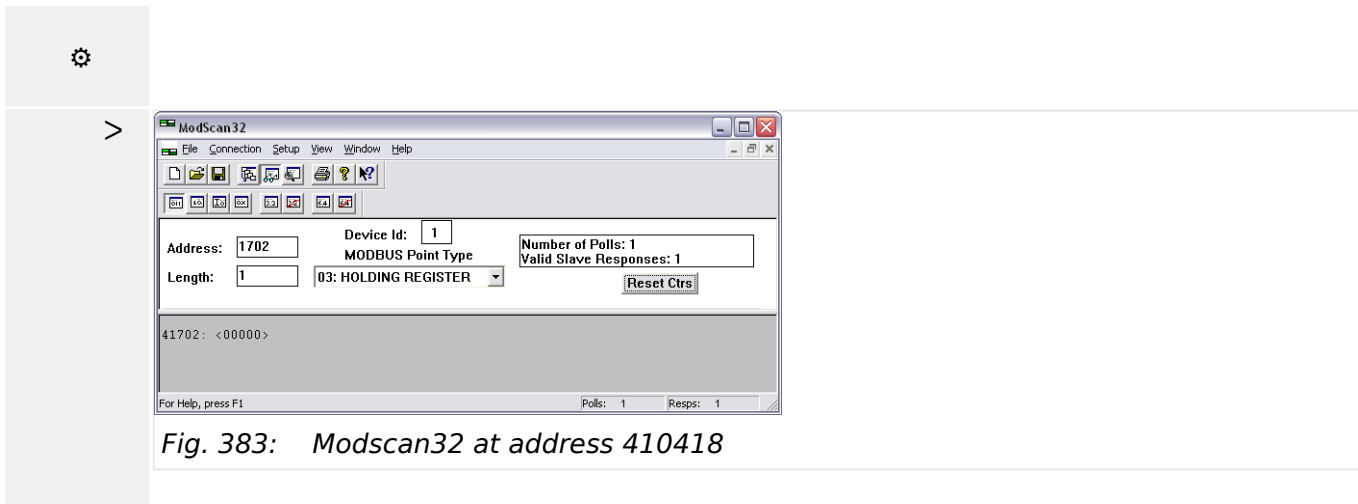 >
ModScan32
File Connection Setup View Window Help
Address: 1702
Device Id: 1
MODBUS Point Type
Length: 1
03: HOLDING REGISTER
Number of Polls: 1
Valid Slave Responses: 1
Reset Ctrs
41702: <00000>
For Help, press F1
Polls: 1
Resps: 1
Fig. 383: Modscan32 at address 410418